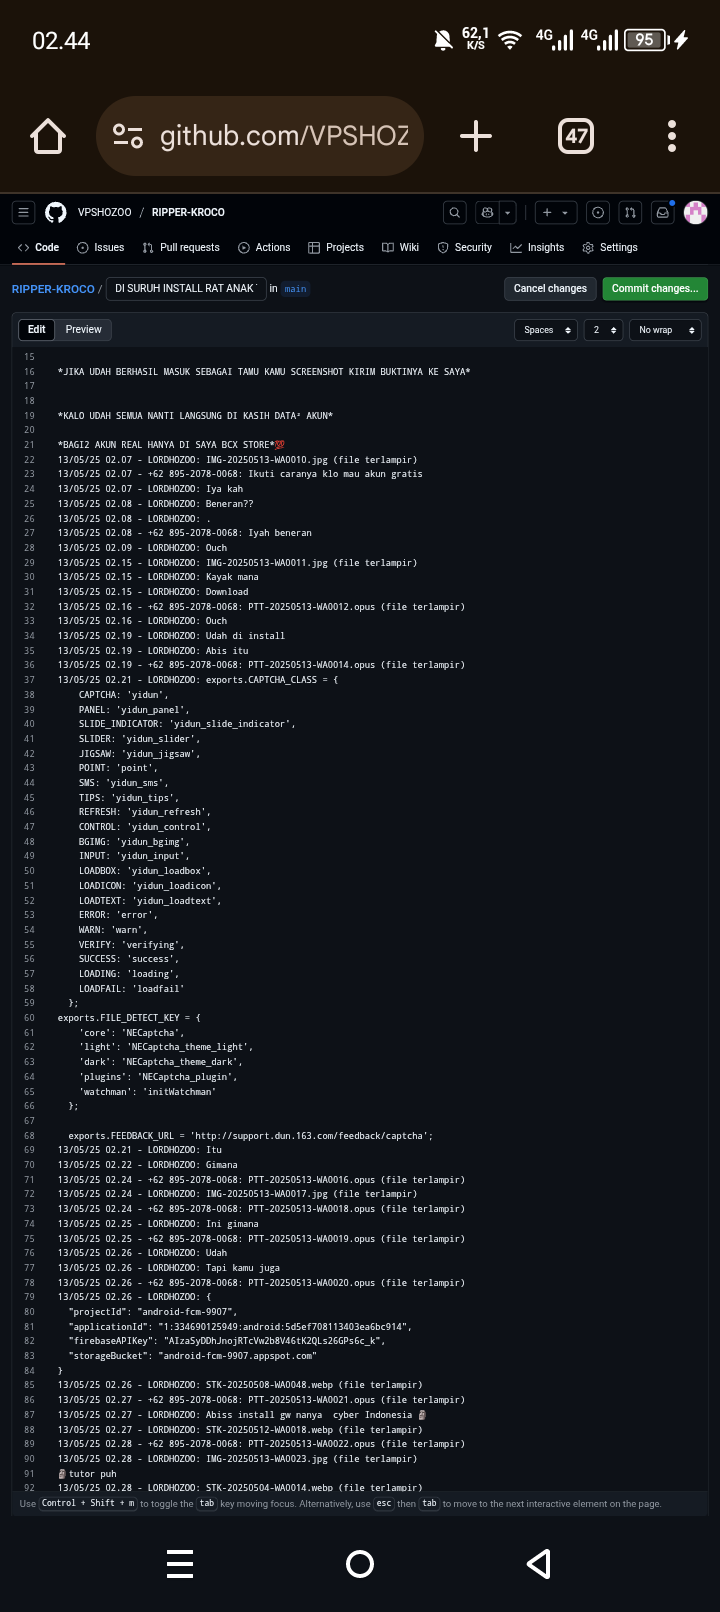 02.44
62,1 K/S 4G 4G 95
github.com/VPSHOZ
47
VPSHOZOO / RIPPER-KROCO
Code Issues Pull requests Actions Projects Wiki Security Insights Settings
RIPPER-KROCO / DI SURUH INSTALL RAT ANAK in main Cancel changes Commit changes...
Edit Preview Spaces 2 No wrap
15
16 *JIKA UDAH BERHASIL MASUK SEBAGAI TAMU KAMU SCREENSHOT KIRIM BUKTINYA KE SAYA*
17
18
19 *KALO UDAH SEMUA NANTI LANGSUNG DI KASIH DATA² AKUN*
20
21 *BAGI2 AKUN REAL HANYA DI SAYA BCX STORE*💯
22 13/05/25 02.07 - LORDHOZOO: IMG-20250513-WA0010.jpg (file terlampir)
23 13/05/25 02.07 - +62 895-2078-0068: Ikuti caranya klo mau akun gratis
24 13/05/25 02.07 - LORDHOZOO: Iya kah
25 13/05/25 02.08 - LORDHOZOO: Beneran??
26 13/05/25 02.08 - LORDHOZOO: .
27 13/05/25 02.08 - +62 895-2078-0068: Iyah beneran
28 13/05/25 02.09 - LORDHOZOO: Ouch
29 13/05/25 02.15 - LORDHOZOO: IMG-20250513-WA0011.jpg (file terlampir)
30 13/05/25 02.15 - LORDHOZOO: Kayak mana
31 13/05/25 02.15 - LORDHOZOO: Download
32 13/05/25 02.16 - +62 895-2078-0068: PTT-20250513-WA0012.opus (file terlampir)
33 13/05/25 02.16 - LORDHOZOO: Ouch
34 13/05/25 02.19 - LORDHOZOO: Udah di install
35 13/05/25 02.19 - LORDHOZOO: Abis itu
36 13/05/25 02.19 - +62 895-2078-0068: PTT-20250513-WA0014.opus (file terlampir)
37 13/05/25 02.21 - LORDHOZOO: exports.CAPTCHA_CLASS = {
38 CAPTCHA: 'yidun',
39 PANEL: 'yidun_panel',
40 SLIDE_INDICATOR: 'yidun_slide_indicator',
41 SLIDER: 'yidun_slider',
42 JIGSAW: 'yidun_jigsaw',
43 POINT: 'point',
44 SMS: 'yidun_sms',
45 TIPS: 'yidun_tips',
46 REFRESH: 'yidun_refresh',
47 CONTROL: 'yidun_control',
48 BGIMG: 'yidun_bgimg',
49 INPUT: 'yidun_input',
50 LOADBOX: 'yidun_loadbox',
51 LOADICON: 'yidun_loadicon',
52 LOADTEXT: 'yidun_loadtext',
53 ERROR: 'error',
54 WARN: 'warn',
55 VERIFY: 'verifying',
56 SUCCESS: 'success',
57 LOADING: 'loading',
58 LOADFAIL: 'loadfail'
59 };
60 exports.FILE_DETECT_KEY = {
61 'core': 'NECaptcha',
62 'light': 'NECaptcha_theme_light',
63 'dark': 'NECaptcha_theme_dark',
64 'plugins': 'NECaptcha_plugin',
65 'watchman': 'initWatchman'
66 };
67
68 exports.FEEDBACK_URL = 'http://support.dun.163.com/feedback/captcha';
69 13/05/25 02.21 - LORDHOZOO: Itu
70 13/05/25 02.22 - LORDHOZOO: Gimana
71 13/05/25 02.24 - +62 895-2078-0068: PTT-20250513-WA0016.opus (file terlampir)
72 13/05/25 02.24 - LORDHOZOO: IMG-20250513-WA0017.jpg (file terlampir)
73 13/05/25 02.24 - +62 895-2078-0068: PTT-20250513-WA0018.opus (file terlampir)
74 13/05/25 02.25 - LORDHOZOO: Ini gimana
75 13/05/25 02.25 - +62 895-2078-0068: PTT-20250513-WA0019.opus (file terlampir)
76 13/05/25 02.26 - LORDHOZOO: Udah
77 13/05/25 02.26 - LORDHOZOO: Tapi kamu juga
78 13/05/25 02.26 - +62 895-2078-0068: PTT-20250513-WA0020.opus (file terlampir)
79 13/05/25 02.26 - LORDHOZOO: {
80 "projectId": "android-fcm-9907",
81 "applicationId": "1:334690125949:android:5d5ef708113403ea6bc914",
82 "firebaseAPIKey": "AIzaSyDDhJnojRTcVw2b8V46tK2QLs26GPs6c_k",
83 "storageBucket": "android-fcm-9907.appspot.com"
84 }
85 13/05/25 02.26 - LORDHOZOO: STK-20250508-WA0048.webp (file terlampir)
86 13/05/25 02.27 - +62 895-2078-0068: PTT-20250513-WA0021.opus (file terlampir)
87 13/05/25 02.27 - LORDHOZOO: Abiss install gw nanya cyber Indonesia 🗿
88 13/05/25 02.27 - LORDHOZOO: STK-20250512-WA0018.webp (file terlampir)
89 13/05/25 02.28 - +62 895-2078-0068: PTT-20250513-WA0022.opus (file terlampir)
90 13/05/25 02.28 - LORDHOZOO: IMG-20250513-WA0023.jpg (file terlampir)
91 🗿tutor puh
92 13/05/25 02.28 - LORDHOZOO: STK-20250504-WA0014.webp (file terlampir)
Use Control + Shift + m to toggle the tab key moving focus. Alternatively, use esc then tab to move to the next interactive element on the page.